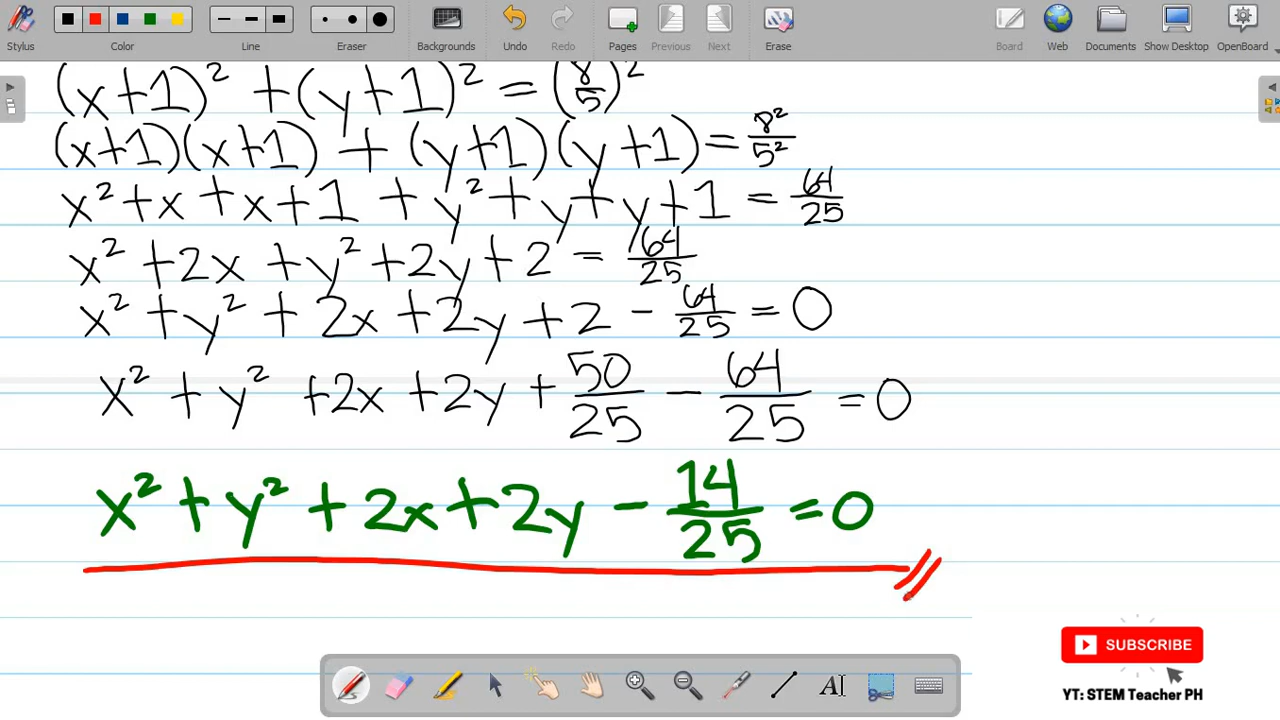 Stylus Color Line Eraser Backgrounds Undo Redo Pages Previous Next Erase Board Web Documents Show Desktop OpenBoard
(x+1)² + (y+1)² = (8/5)²
(x+1)(x+1) + (y+1)(y+1) = 8²/5²
x² + x + x + 1 + y² + y + y + 1 = 64/25
x² + 2x + y² + 2y + 2 = 64/25
x² + y² + 2x + 2y + 2 - 64/25 = 0
x² + y² + 2x + 2y + 50/25 - 64/25 = 0
x² + y² + 2x + 2y - 14/25 = 0
SUBSCRIBE
YT: STEM Teacher PH